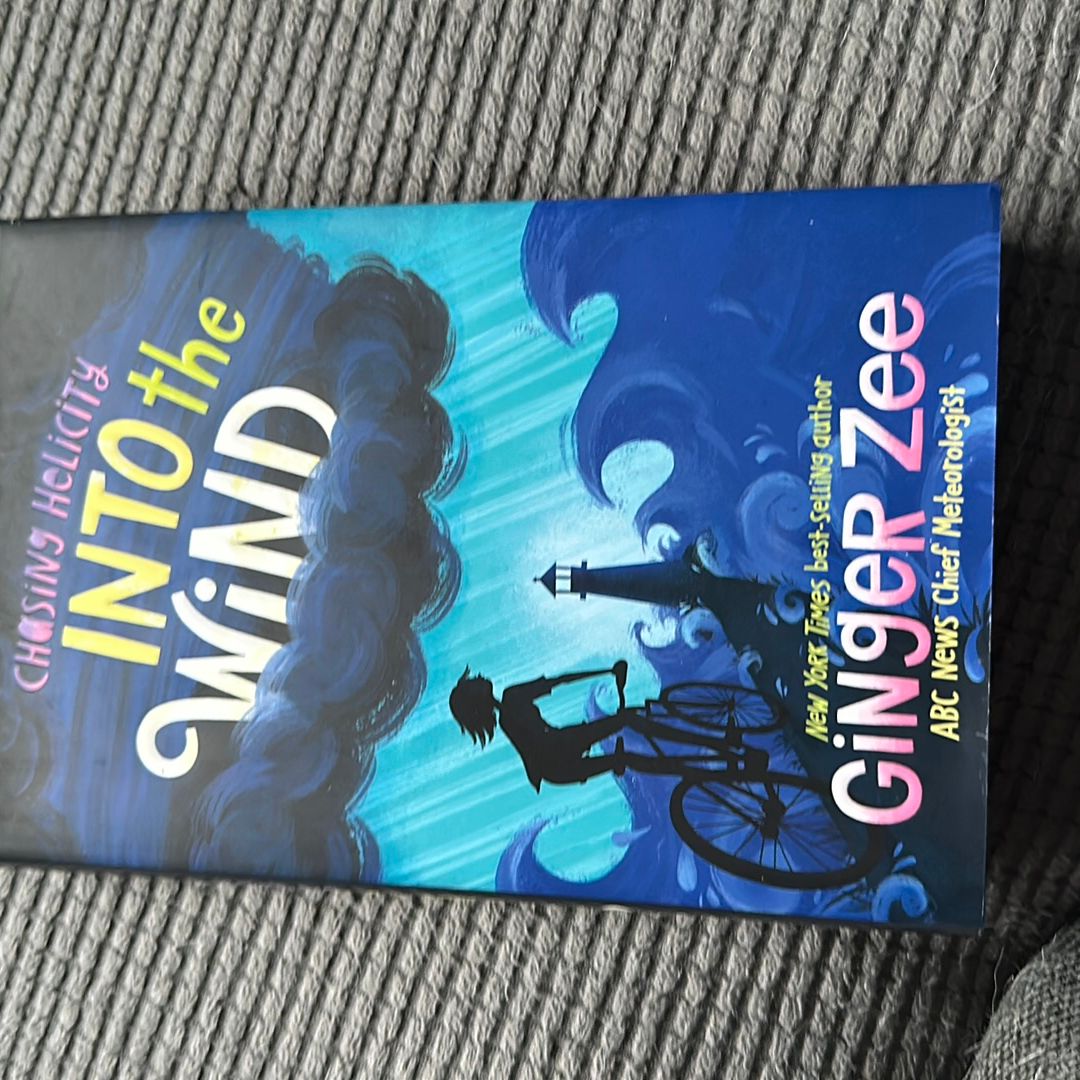 CHASING HELICITY
INTO the
WiND
New York Times best-selling author
GiNgeR Zee
ABC News Chief Meteorologist